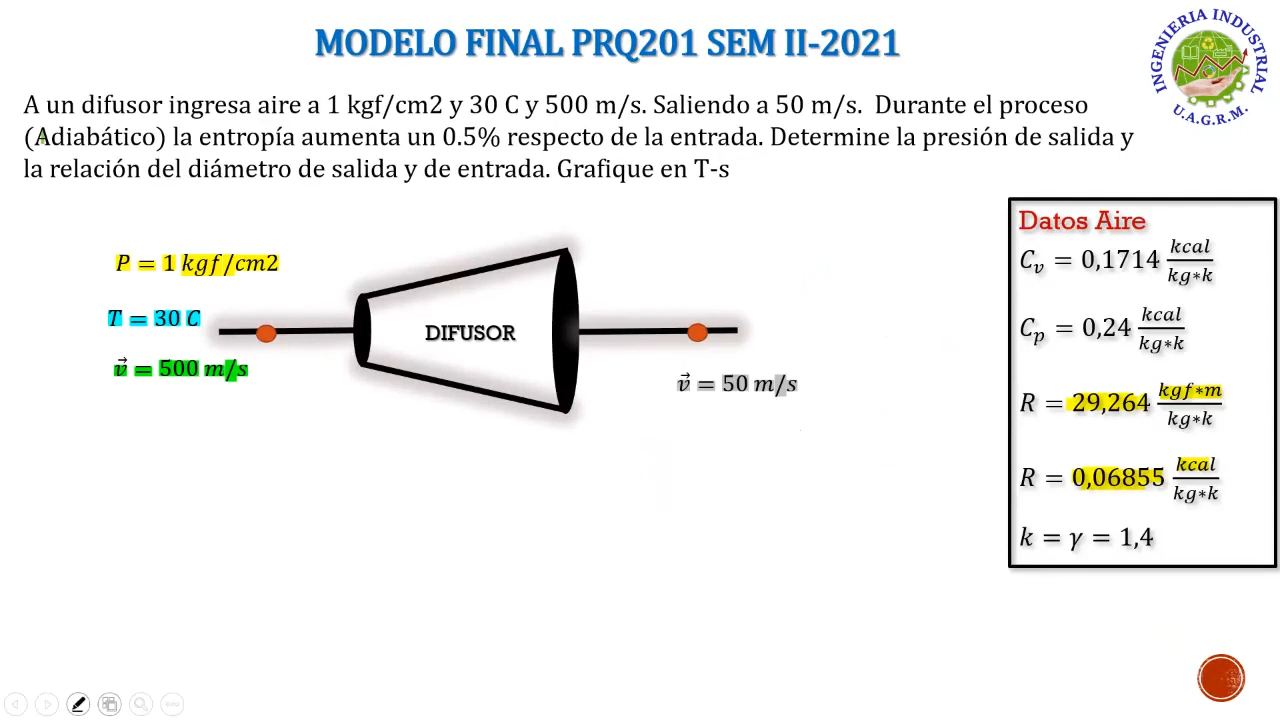 MODELO FINAL PRQ201 SEM II-2021
INGENIERIA INDUSTRIAL
U.A.G.R.M.
A un difusor ingresa aire a 1 kgf/cm2 y 30 C y 500 m/s. Saliendo a 50 m/s. Durante el proceso
(Adiabático) la entropía aumenta un 0.5% respecto de la entrada. Determine la presión de salida y
la relación del diámetro de salida y de entrada. Grafique en T-s
P = 1 kgf/cm2
T = 30 C
v⃗ = 500 m/s
DIFUSOR
v⃗ = 50 m/s
Datos Aire
C_v = 0,1714 kcal/kg∗k
C_p = 0,24 kcal/kg∗k
R = 29,264 kgf∗m/kg∗k
R = 0,06855 kcal/kg∗k
k = γ = 1,4